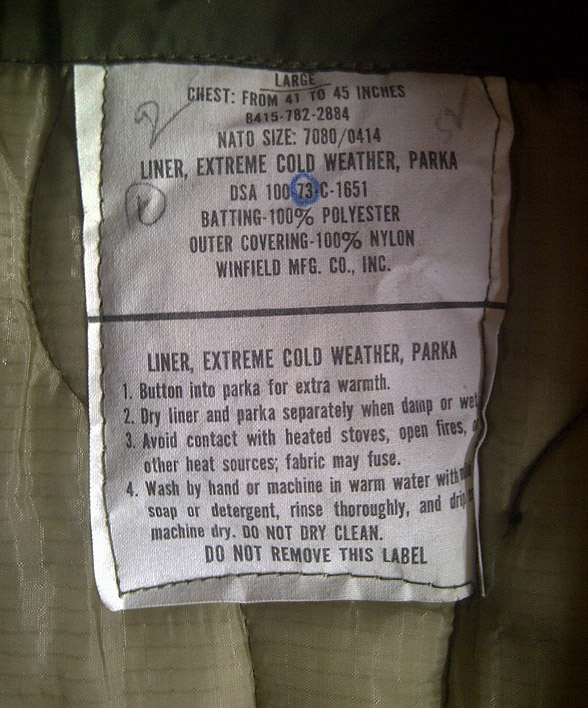 LARGE
CHEST: FROM 41 TO 45 INCHES
8415-782-2884
NATO SIZE: 7080/0414
LINER, EXTREME COLD WEATHER, PARKA
DSA 100-73-C-1651
BATTING-100% POLYESTER
OUTER COVERING-100% NYLON
WINFIELD MFG. CO., INC.
LINER, EXTREME COLD WEATHER, PARKA
1. Button into parka for extra warmth.
2. Dry liner and parka separately when damp or wet
3. Avoid contact with heated stoves, open fires,
other heat sources; fabric may fuse.
4. Wash by hand or machine in warm water with
soap or detergent, rinse thoroughly, and drip
machine dry. DO NOT DRY CLEAN.
DO NOT REMOVE THIS LABEL